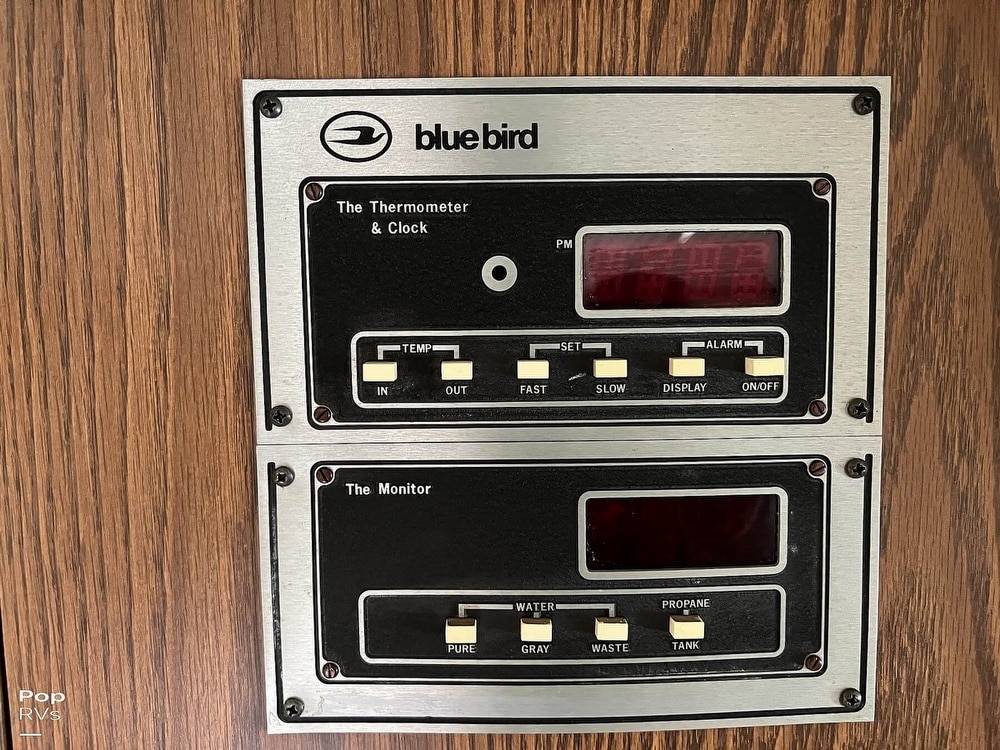 blue bird
The Thermometer
& Clock
PM
TEMP SET ALARM
IN OUT FAST SLOW DISPLAY ON/OFF
The Monitor
WATER PROPANE
PURE GRAY WASTE TANK
Pop
RVs